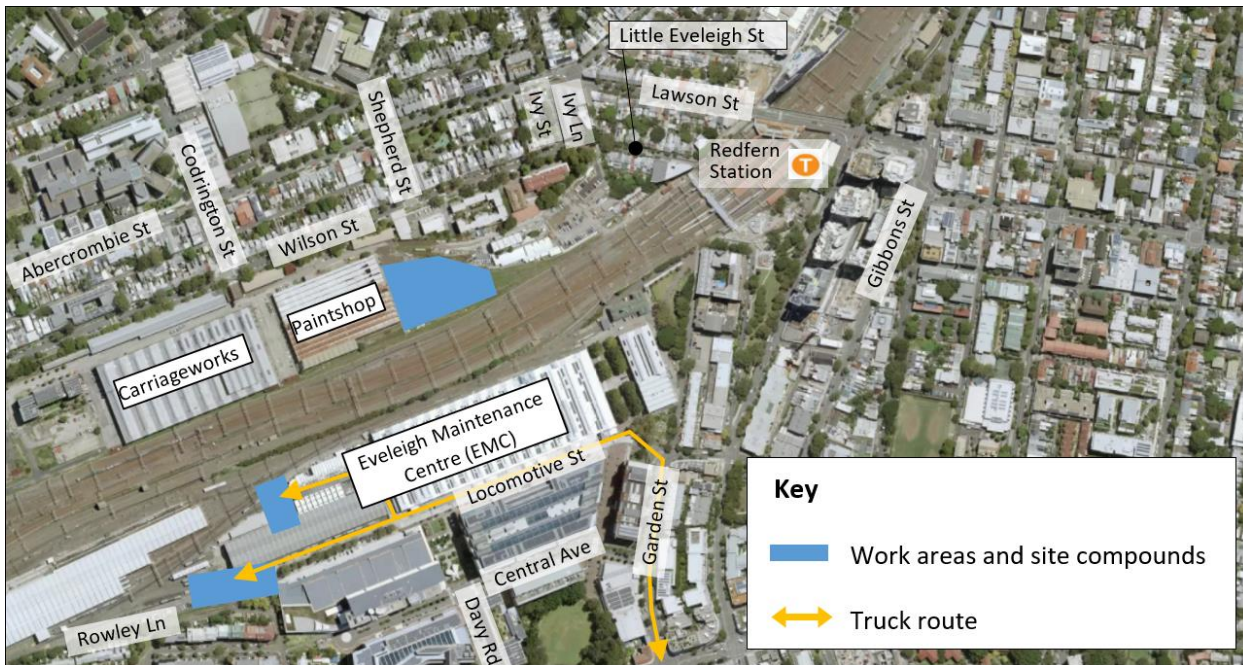 Little Eveleigh St
Lawson St
Ivy St
Ivy Ln
Shepherd St
Redfern
Station
T
Codrington St
Gibbons St
Wilson St
Abercrombie St
Paintshop
Carriageworks
Eveleigh Maintenance
Centre (EMC)
Locomotive St
Garden St
Central Ave
Davy Rd
Rowley Ln
Key
Work areas and site compounds
Truck route